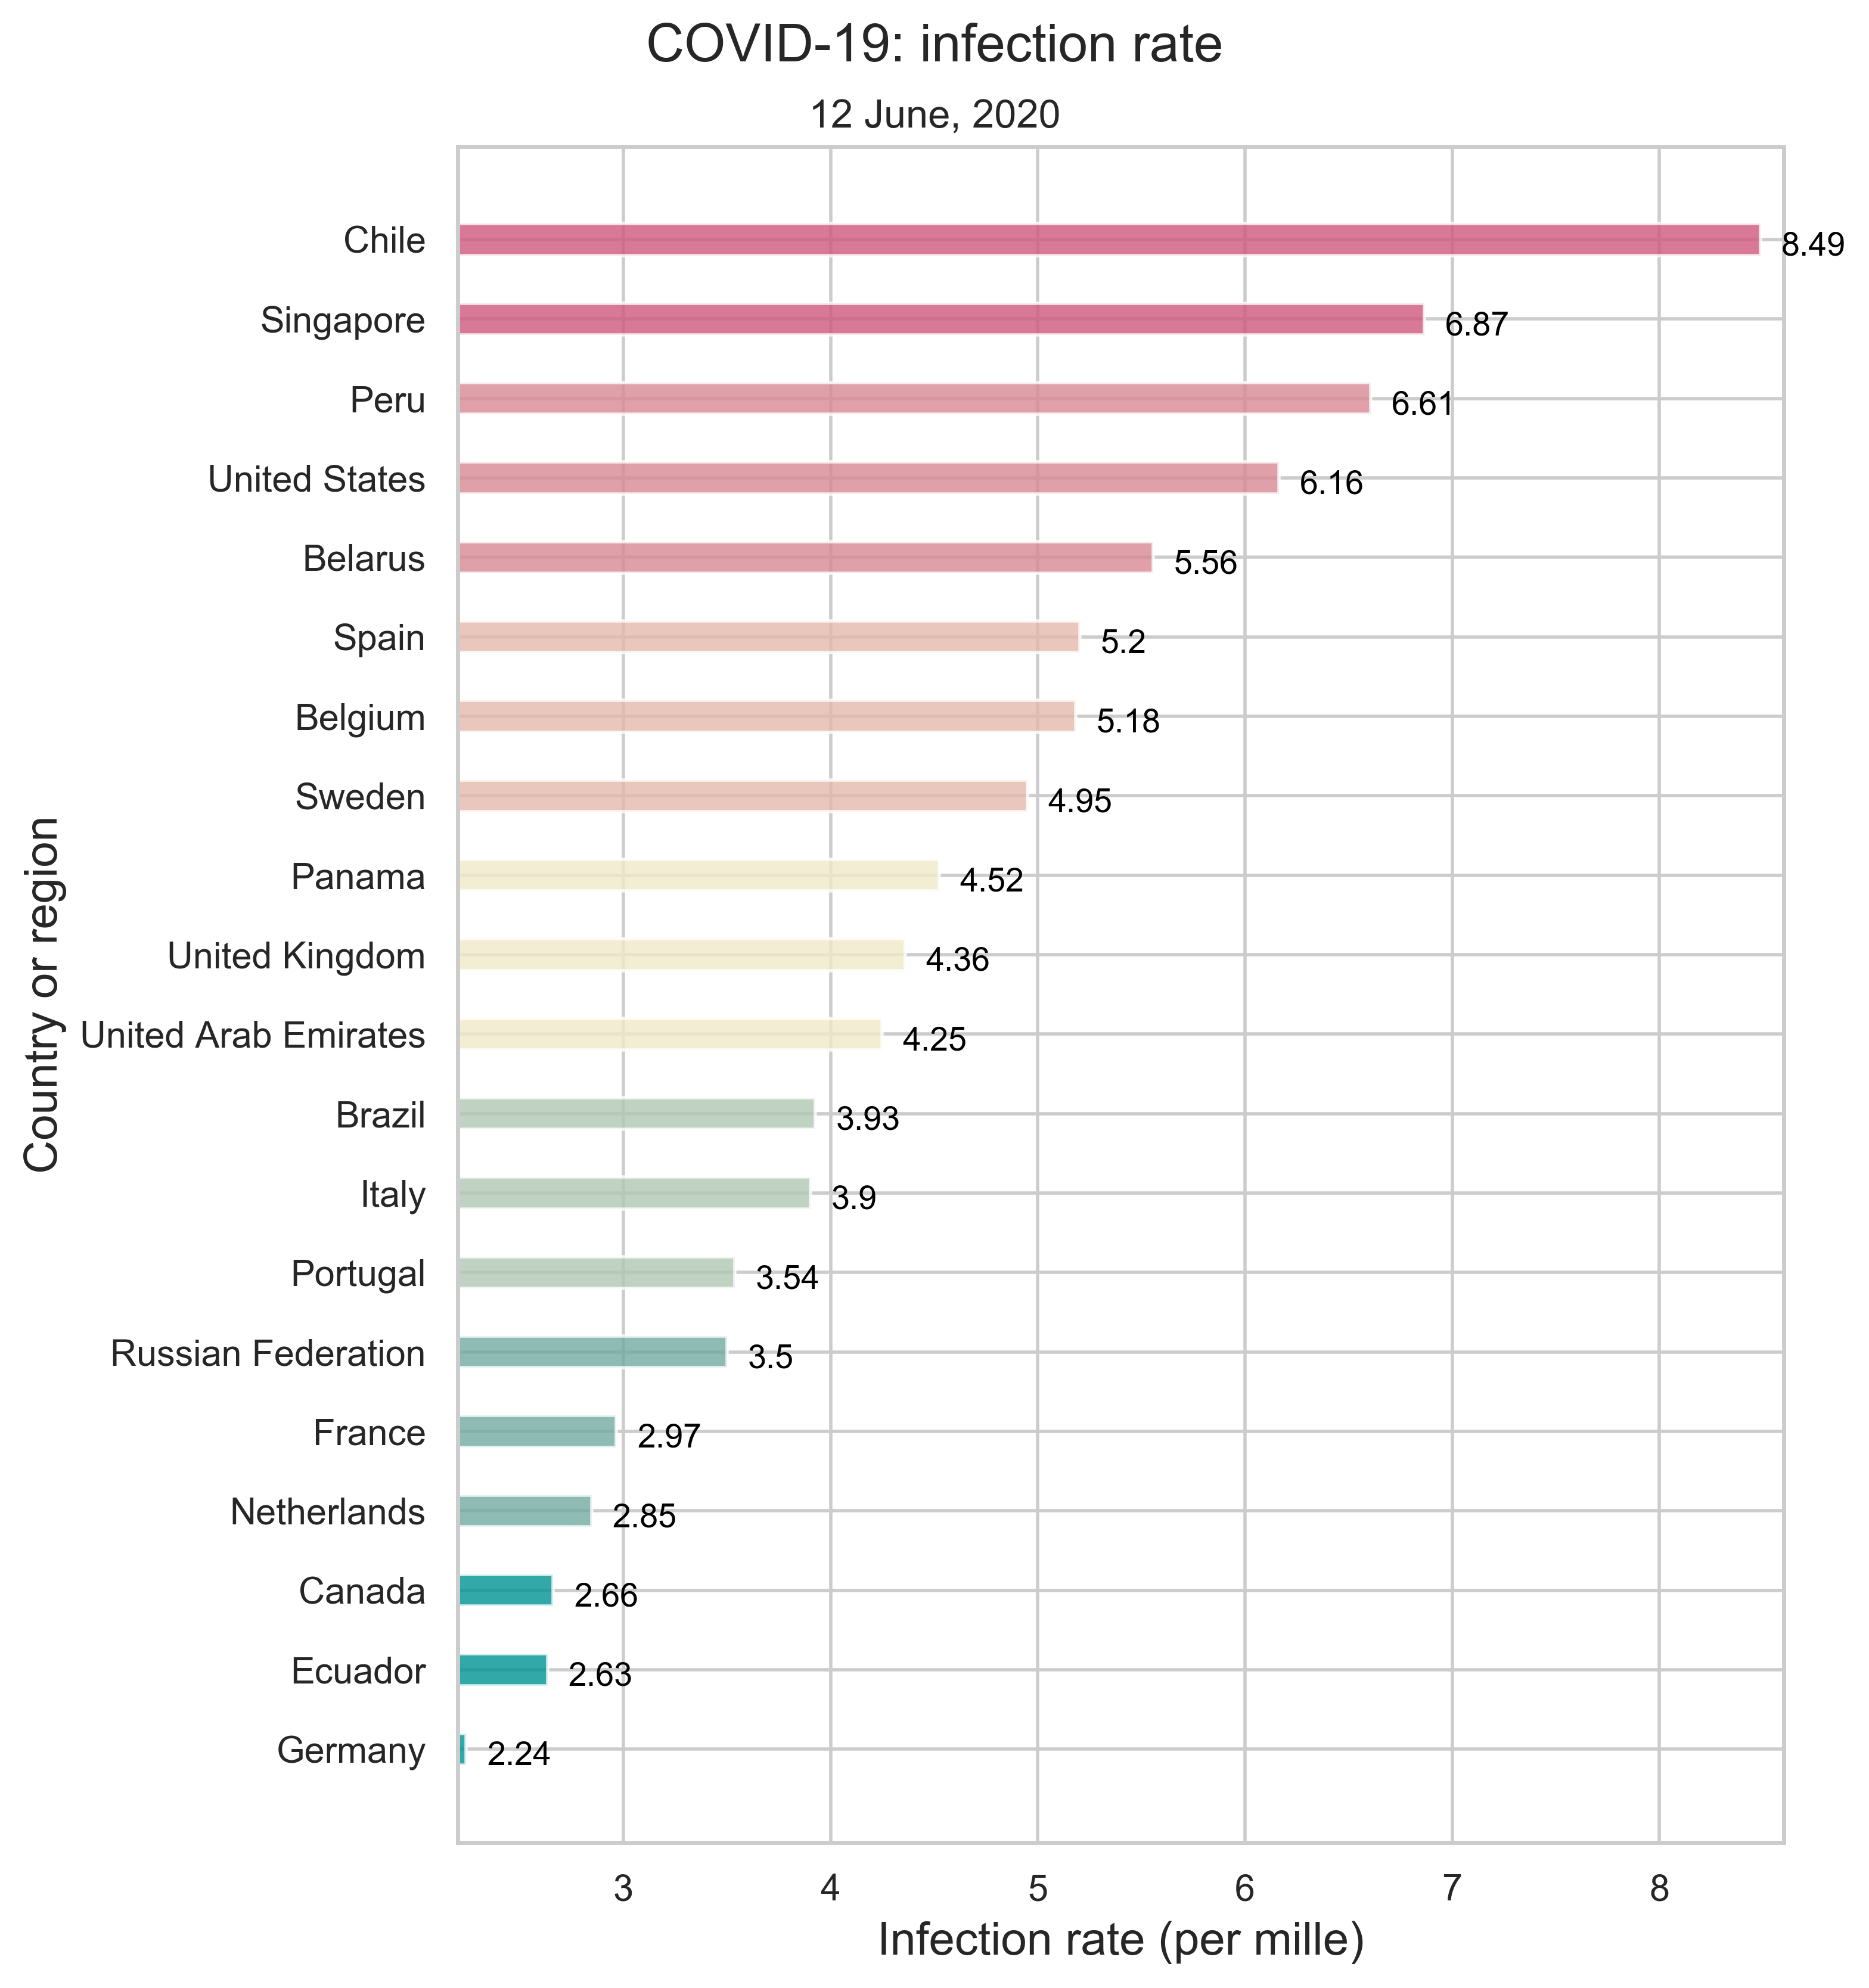 COVID-19: infection rate
12 June, 2020
Chile 8.49
Singapore 6.87
Peru 6.61
United States 6.16
Belarus 5.56
Spain 5.2
Belgium 5.18
Sweden 4.95
Panama 4.52
United Kingdom 4.36
United Arab Emirates 4.25
Brazil 3.93
Italy 3.9
Portugal 3.54
Russian Federation 3.5
France 2.97
Netherlands 2.85
Canada 2.66
Ecuador 2.63
Germany 2.24
Country or region
3 4 5 6 7 8
Infection rate (per mille)